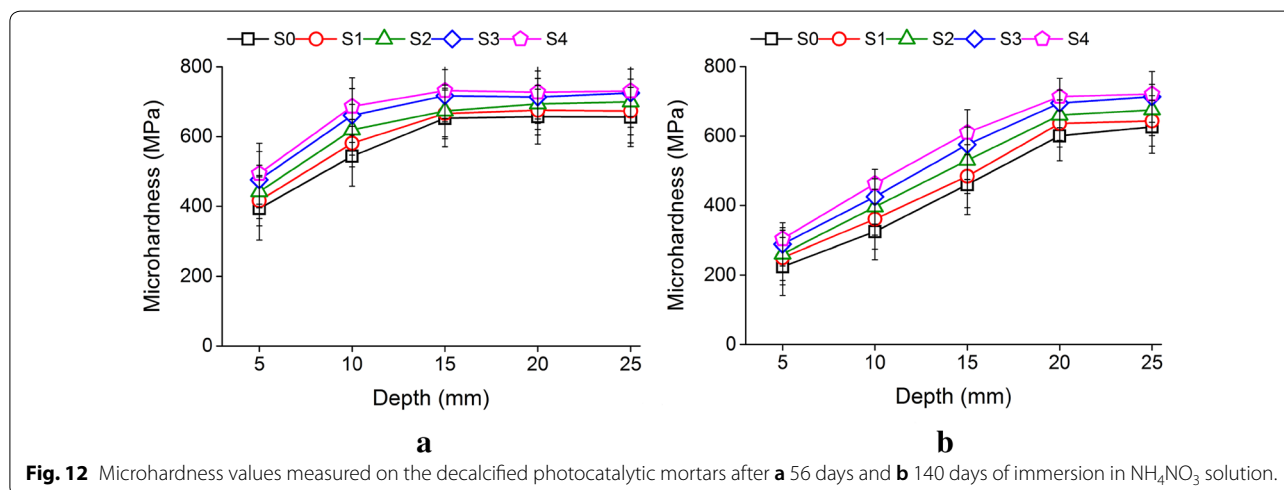 S0 S1 S2 S3 S4
800
600
400
200
0
Microhardness (MPa)
5 10 15 20 25
Depth (mm)
a
S0 S1 S2 S3 S4
800
600
400
200
0
Microhardness (MPa)
5 10 15 20 25
Depth (mm)
b
Fig. 12 Microhardness values measured on the decalcified photocatalytic mortars after a 56 days and b 140 days of immersion in NH₄NO₃ solution.